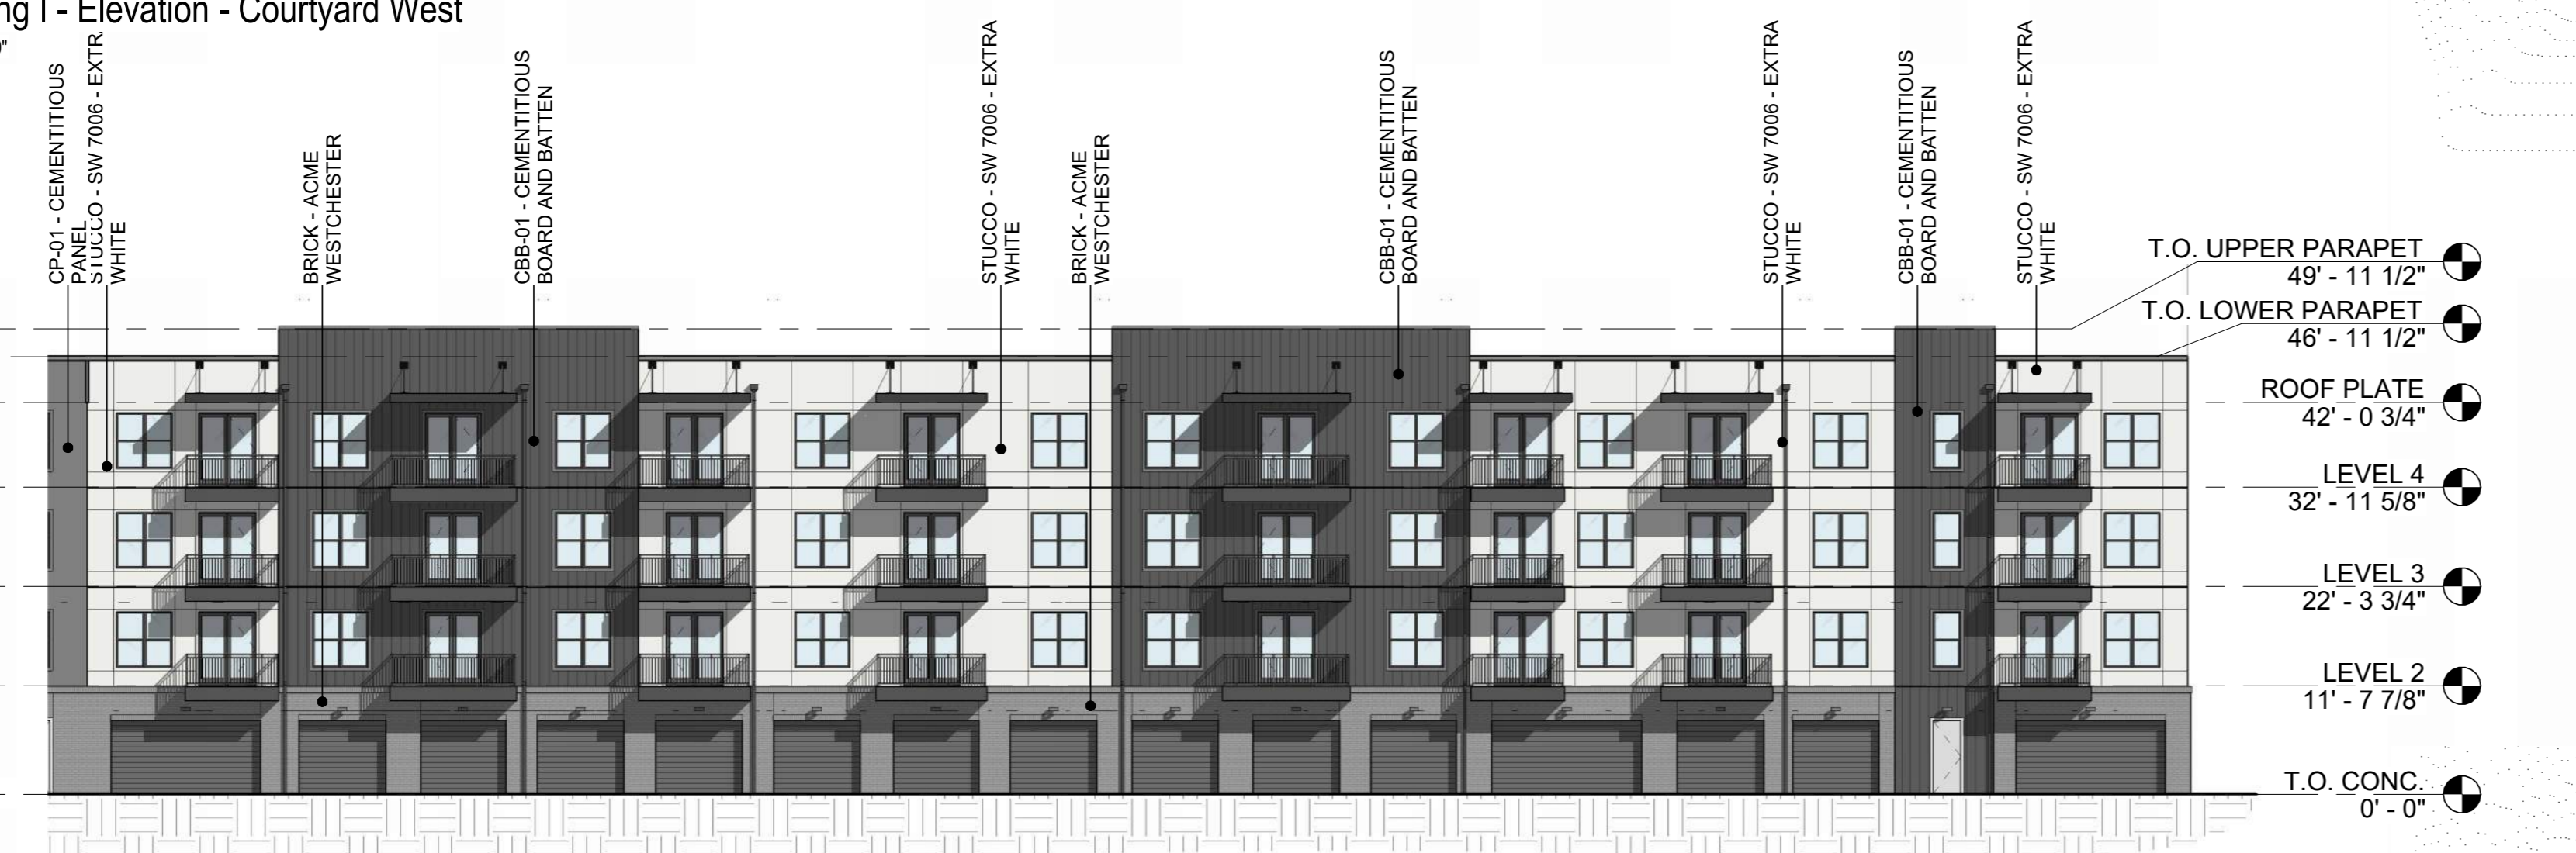 ng I - Elevation - Courtyard West
CP-01 - CEMENTITIOUS
PANEL
STUCCO - SW 7006 - EXTR
WHITE
BRICK - ACME
WESTCHESTER
CBB-01 - CEMENTITIOUS
BOARD AND BATTEN
STUCCO - SW 7006 - EXTRA
WHITE
BRICK - ACME
WESTCHESTER
CBB-01 - CEMENTITIOUS
BOARD AND BATTEN
STUCCO - SW 7006 - EXTRA
WHITE
CBB-01 - CEMENTITIOUS
BOARD AND BATTEN
STUCCO - SW 7006 - EXTRA
WHITE
T.O. UPPER PARAPET
49' - 11 1/2"
T.O. LOWER PARAPET
46' - 11 1/2"
ROOF PLATE
42' - 0 3/4"
LEVEL 4
32' - 11 5/8"
LEVEL 3
22' - 3 3/4"
LEVEL 2
11' - 7 7/8"
T.O. CONC.
0' - 0"